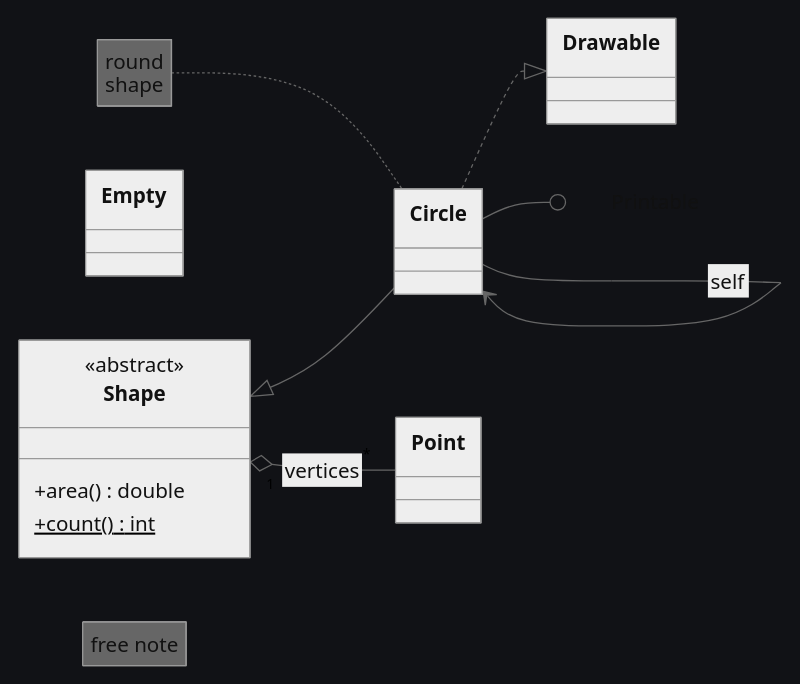 round
shape
Drawable
Empty
Circle
self
«abstract»
Shape
+area() : double
+count() : int
1
vertices
*
Point
free note